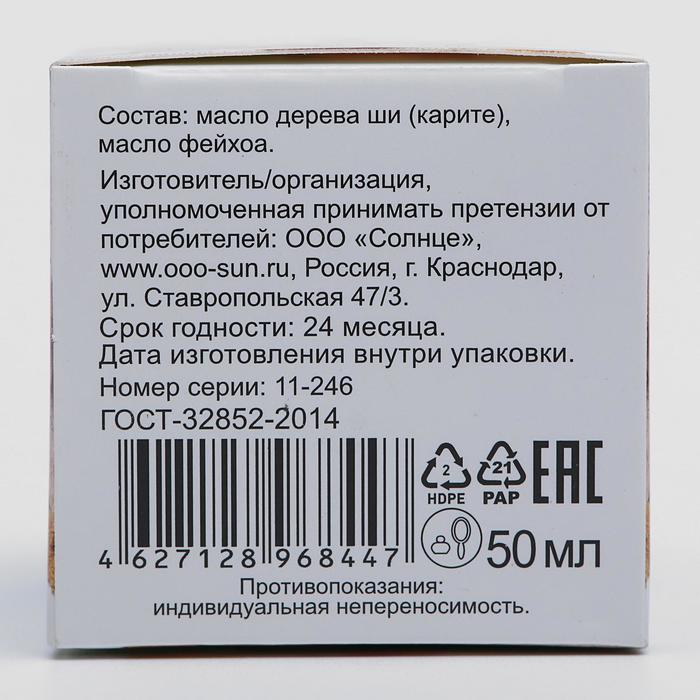 Состав: масло дерева ши (карите),
масло фейхоа.
Изготовитель/организация,
уполномоченная принимать претензии от
потребителей: ООО «Солнце»,
www.ooo-sun.ru, Россия, г. Краснодар,
ул. Ставропольская 47/3.
Срок годности: 24 месяца.
Дата изготовления внутри упаковки.
Номер серии: 11-246
ГОСТ-32852-2014
2
HDPE
21
PAP
EAC
50 мл
4 627128 968447
Противопоказания:
индивидуальная непереносимость.